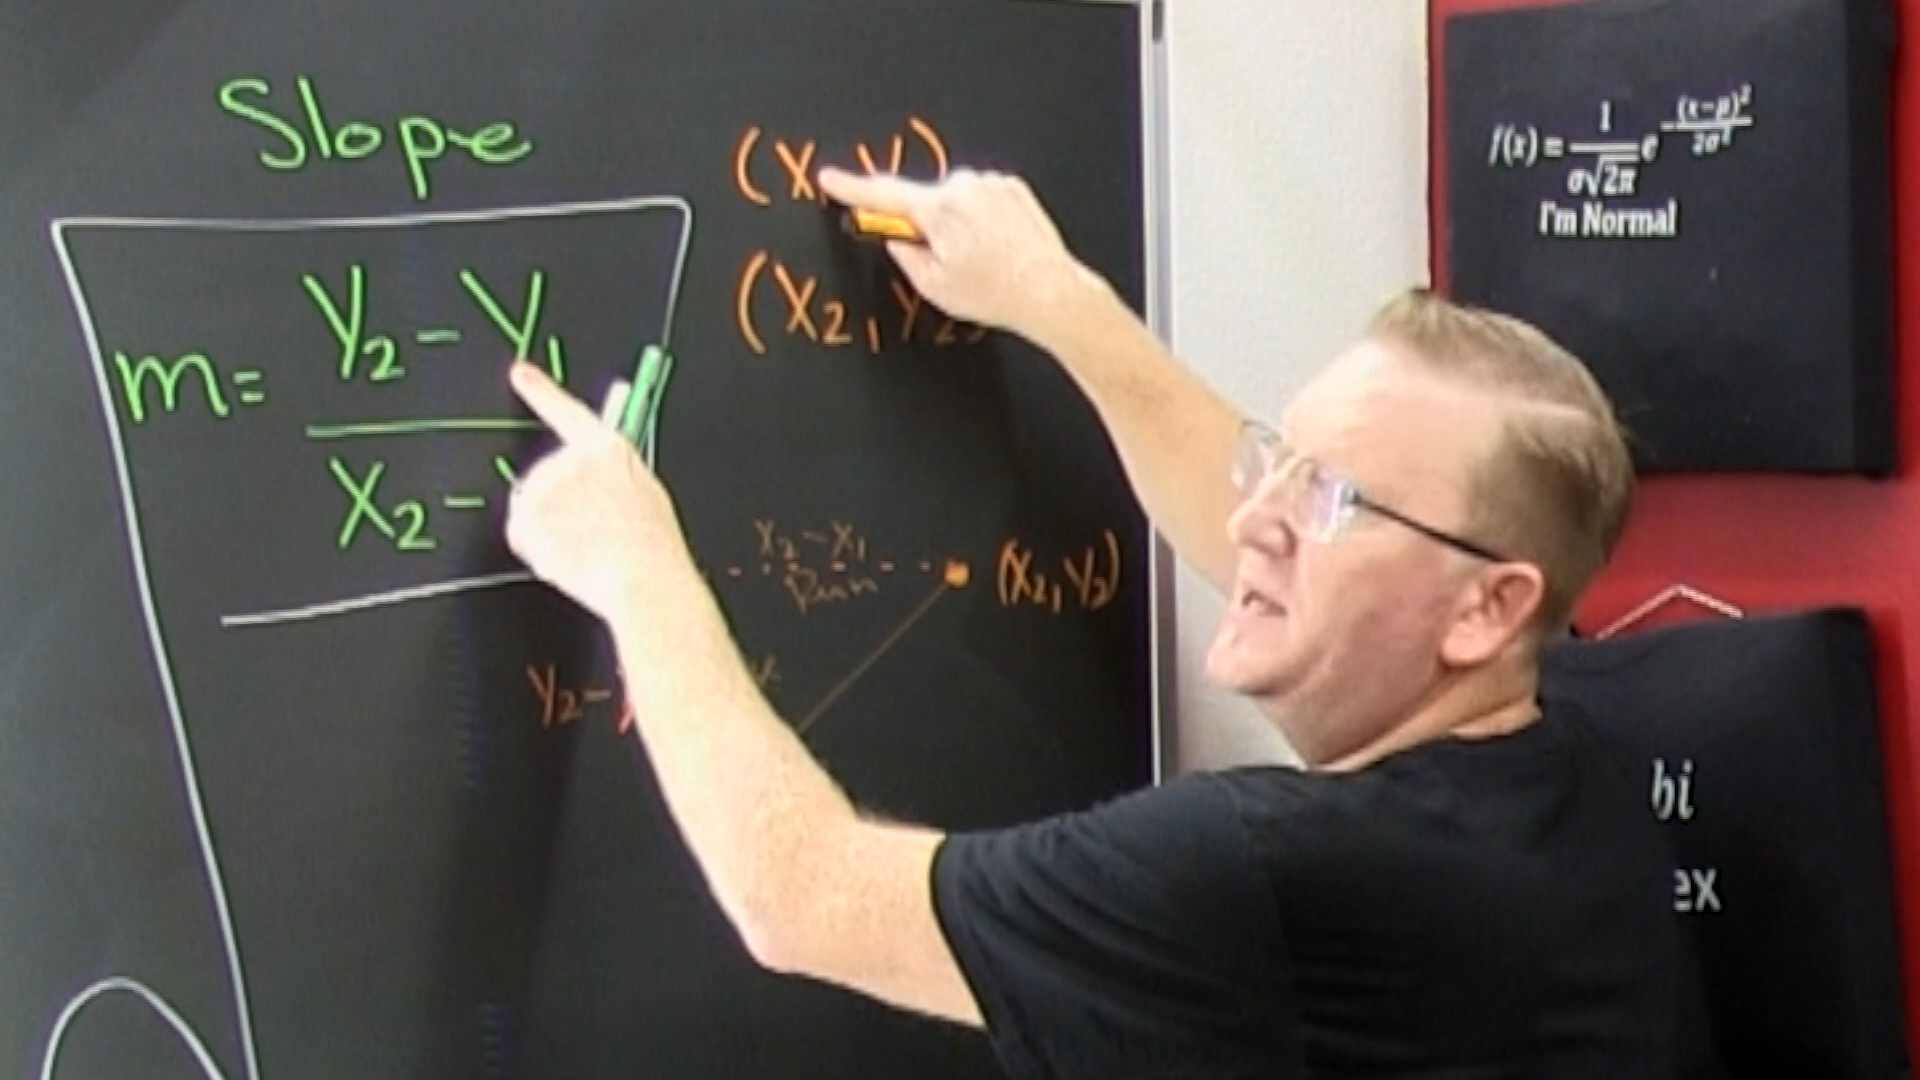 Slope
m = Y₂ - Y₁
X₂ -
(X, Y)
(X₂, Y₂)
X₂ - X₁
Run
(X₂, Y₂)
Y₂ -
f(x) = 1/(σ√2π) e^(-(x-μ)²/2σ²)
I'm Normal
bi
ex